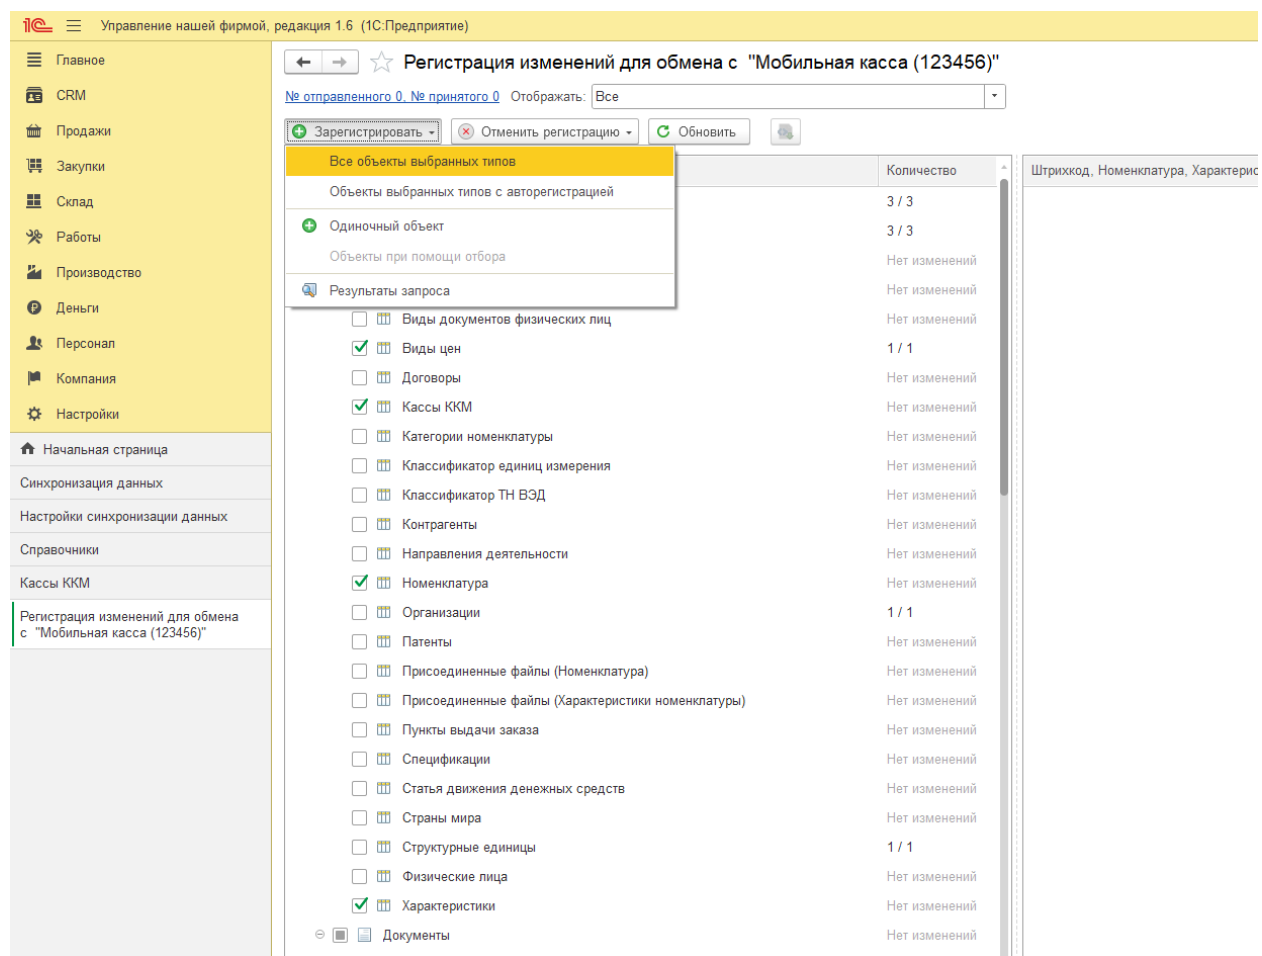 1С Управление нашей фирмой, редакция 1.6 (1С:Предприятие)
Главное
CRM
Продажи
Закупки
Склад
Работы
Производство
Деньги
Персонал
Компания
Настройки
Начальная страница
Синхронизация данных
Настройки синхронизации данных
Справочники
Кассы ККМ
Регистрация изменений для обмена
с "Мобильная касса (123456)"
Регистрация изменений для обмена с "Мобильная касса (123456)"
№ отправленного 0, № принятого 0 Отображать: Все
Зарегистрировать Отменить регистрацию Обновить
Все объекты выбранных типов
Объекты выбранных типов с авторегистрацией
Одиночный объект
Объекты при помощи отбора
Результаты запроса
Количество
3 / 3
3 / 3
Нет изменений
Нет изменений
Виды документов физических лиц Нет изменений
Виды цен 1 / 1
Договоры Нет изменений
Кассы ККМ Нет изменений
Категории номенклатуры Нет изменений
Классификатор единиц измерения Нет изменений
Классификатор ТН ВЭД Нет изменений
Контрагенты Нет изменений
Направления деятельности Нет изменений
Номенклатура Нет изменений
Организации 1 / 1
Патенты Нет изменений
Присоединенные файлы (Номенклатура) Нет изменений
Присоединенные файлы (Характеристики номенклатуры) Нет изменений
Пункты выдачи заказа Нет изменений
Спецификации Нет изменений
Статья движения денежных средств Нет изменений
Страны мира Нет изменений
Структурные единицы 1 / 1
Физические лица Нет изменений
Характеристики Нет изменений
Документы Нет изменений
Штрихкод, Номенклатура, Характерис